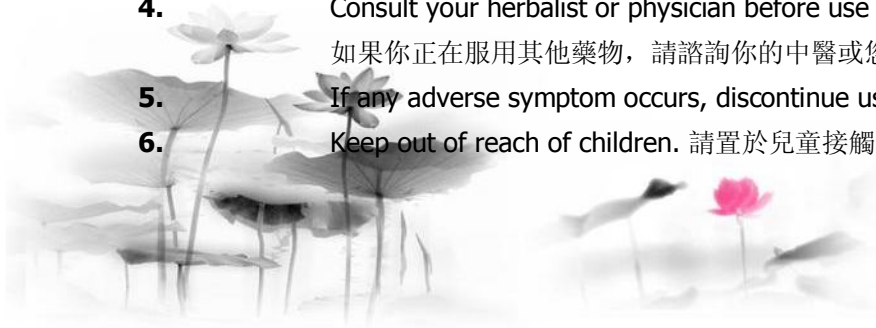 4. Consult your herbalist or physician before use
如果你正在服用其他藥物，請諮詢你的中醫或
5. If any adverse symptom occurs, discontinue
6. Keep out of reach of children. 請置於兒童接觸